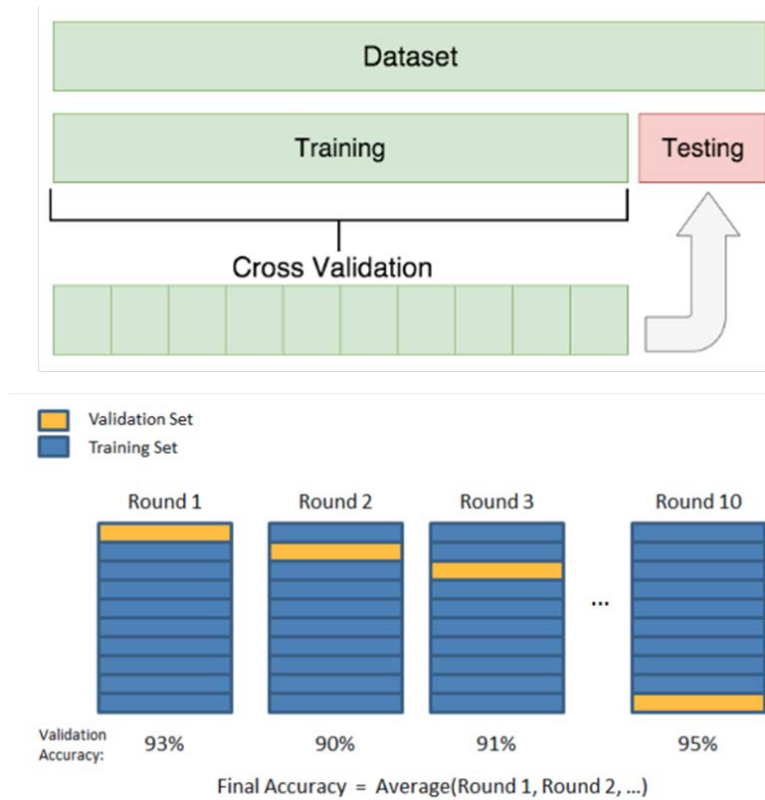 Dataset
Training Testing
Cross Validation
Validation Set
Training Set
Round 1 Round 2 Round 3 Round 10
...
Validation
Accuracy: 93% 90% 91% 95%
Final Accuracy = Average(Round 1, Round 2, ...)